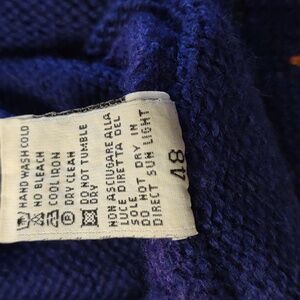 HAND WASH COLD
NO BLEACH
COOL IRON
DRY CLEAN
DO NOT TUMBLE
DRY
NON ASCIUGARE ALLA
LUCE DIRETTA DEL
SOLE
DO NOT DRY IN
DIRECT SUN LIGHT
48